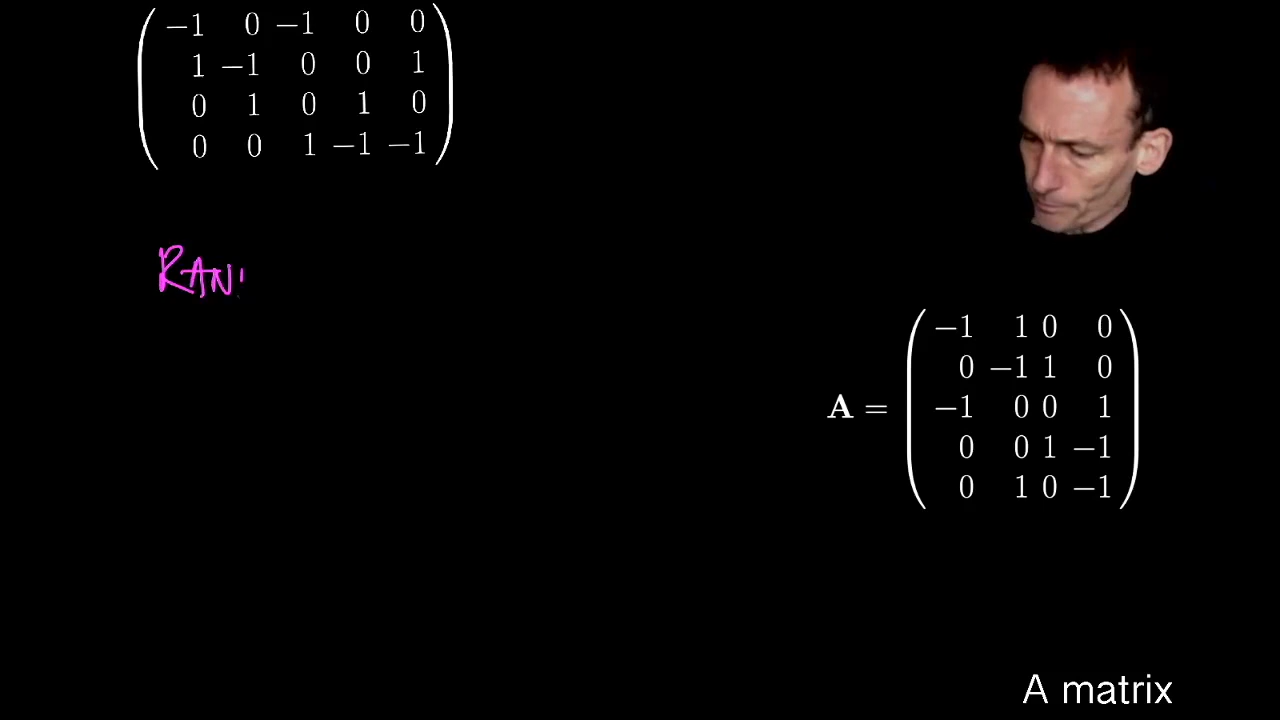 −1 0 −1 0 0
1 −1 0 0 1
0 1 0 1 0
0 0 1 −1 −1
RAN
A = 
−1 1 0 0
0 −1 1 0
−1 0 0 1
0 0 1 −1
0 1 0 −1
A matrix